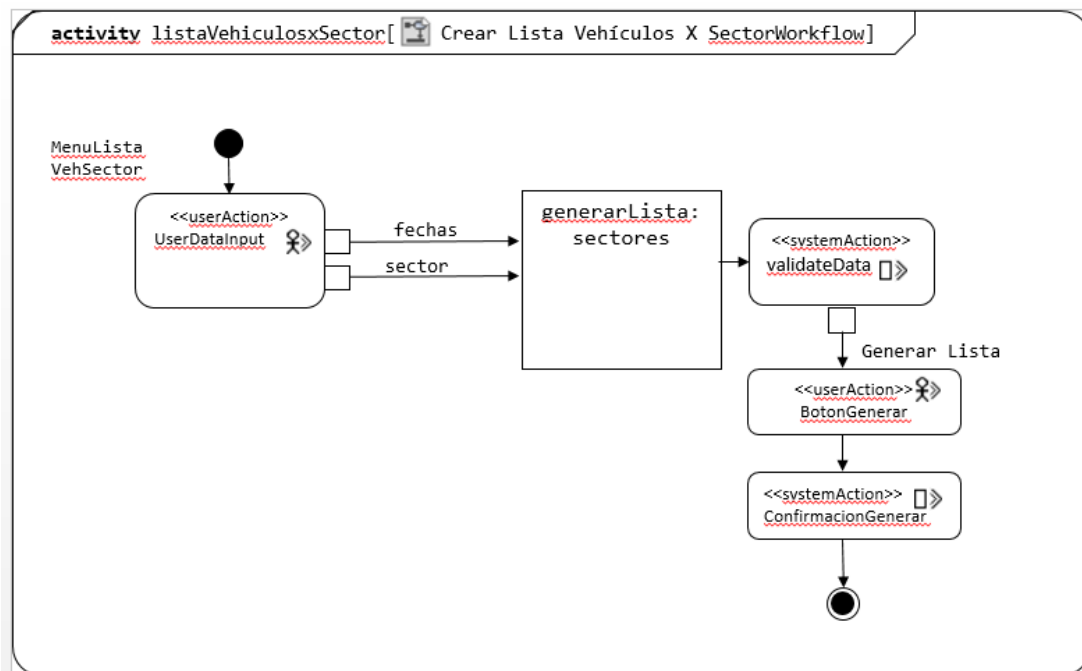 activity listaVehiculosxSector[ Crear Lista Vehículos X SectorWorkflow]
MenuLista
VehSector
<<userAction>>
UserDataInput
fechas
sector
generarLista:
sectores
<<systemAction>>
validateData
Generar Lista
<<userAction>>
BotonGenerar
<<systemAction>>
ConfirmacionGenerar